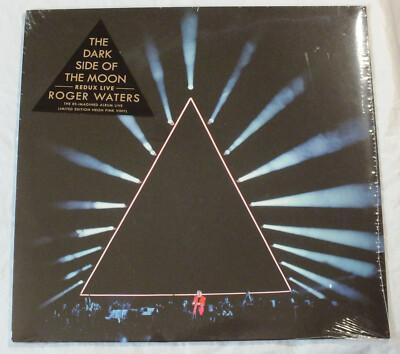 THE
DARK
SIDE OF
THE MOON
REDUX LIVE
ROGER WATERS
THE RE-IMAGINED ALBUM LIVE
(LIMITED EDITION NEON PINK VINYL)